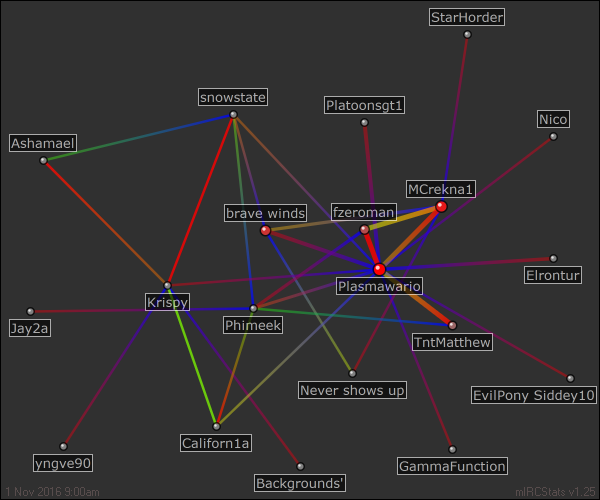 StarHorder
snowstate
Platoonsgt1
Nico
Ashamael
MCrekna1
brave winds
fzeroman
Elrontur
Plasmawario
Krispy
Jay2a
Phimeek
TntMatthew
Never shows up
EvilPony Siddey10
Californ1a
yngve90
GammaFunction
Backgrounds'
1 Nov 2016 9:00am
mIRCStats v1.25